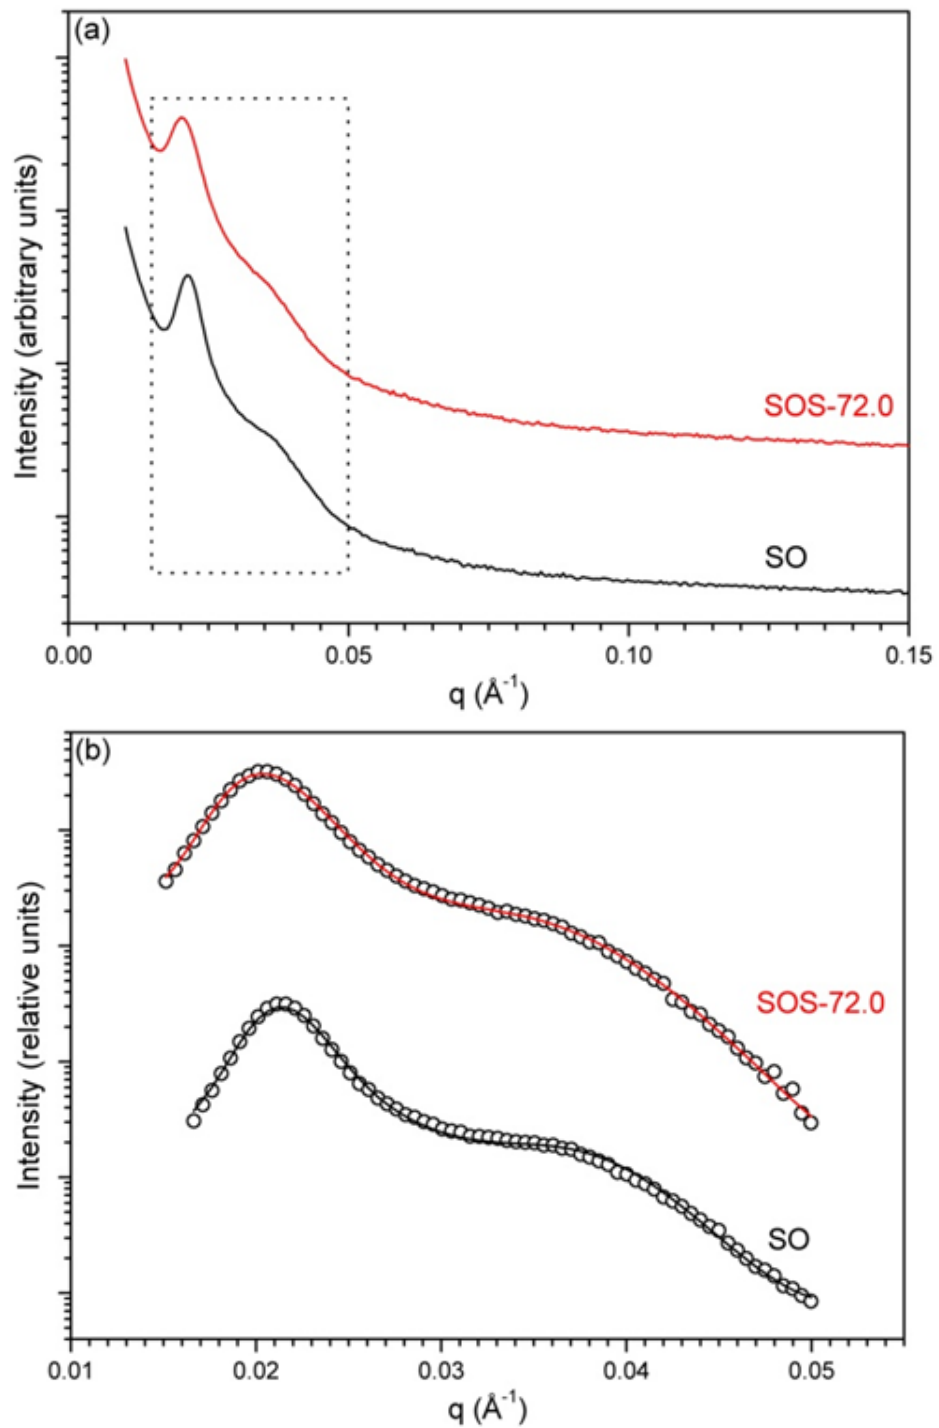 (a)
Intensity (arbitrary units)
SOS-72.0
SO
0.00 0.05 0.10 0.15
q (Å⁻¹)
(b)
Intensity (relative units)
SOS-72.0
SO
0.01 0.02 0.03 0.04 0.05
q (Å⁻¹)